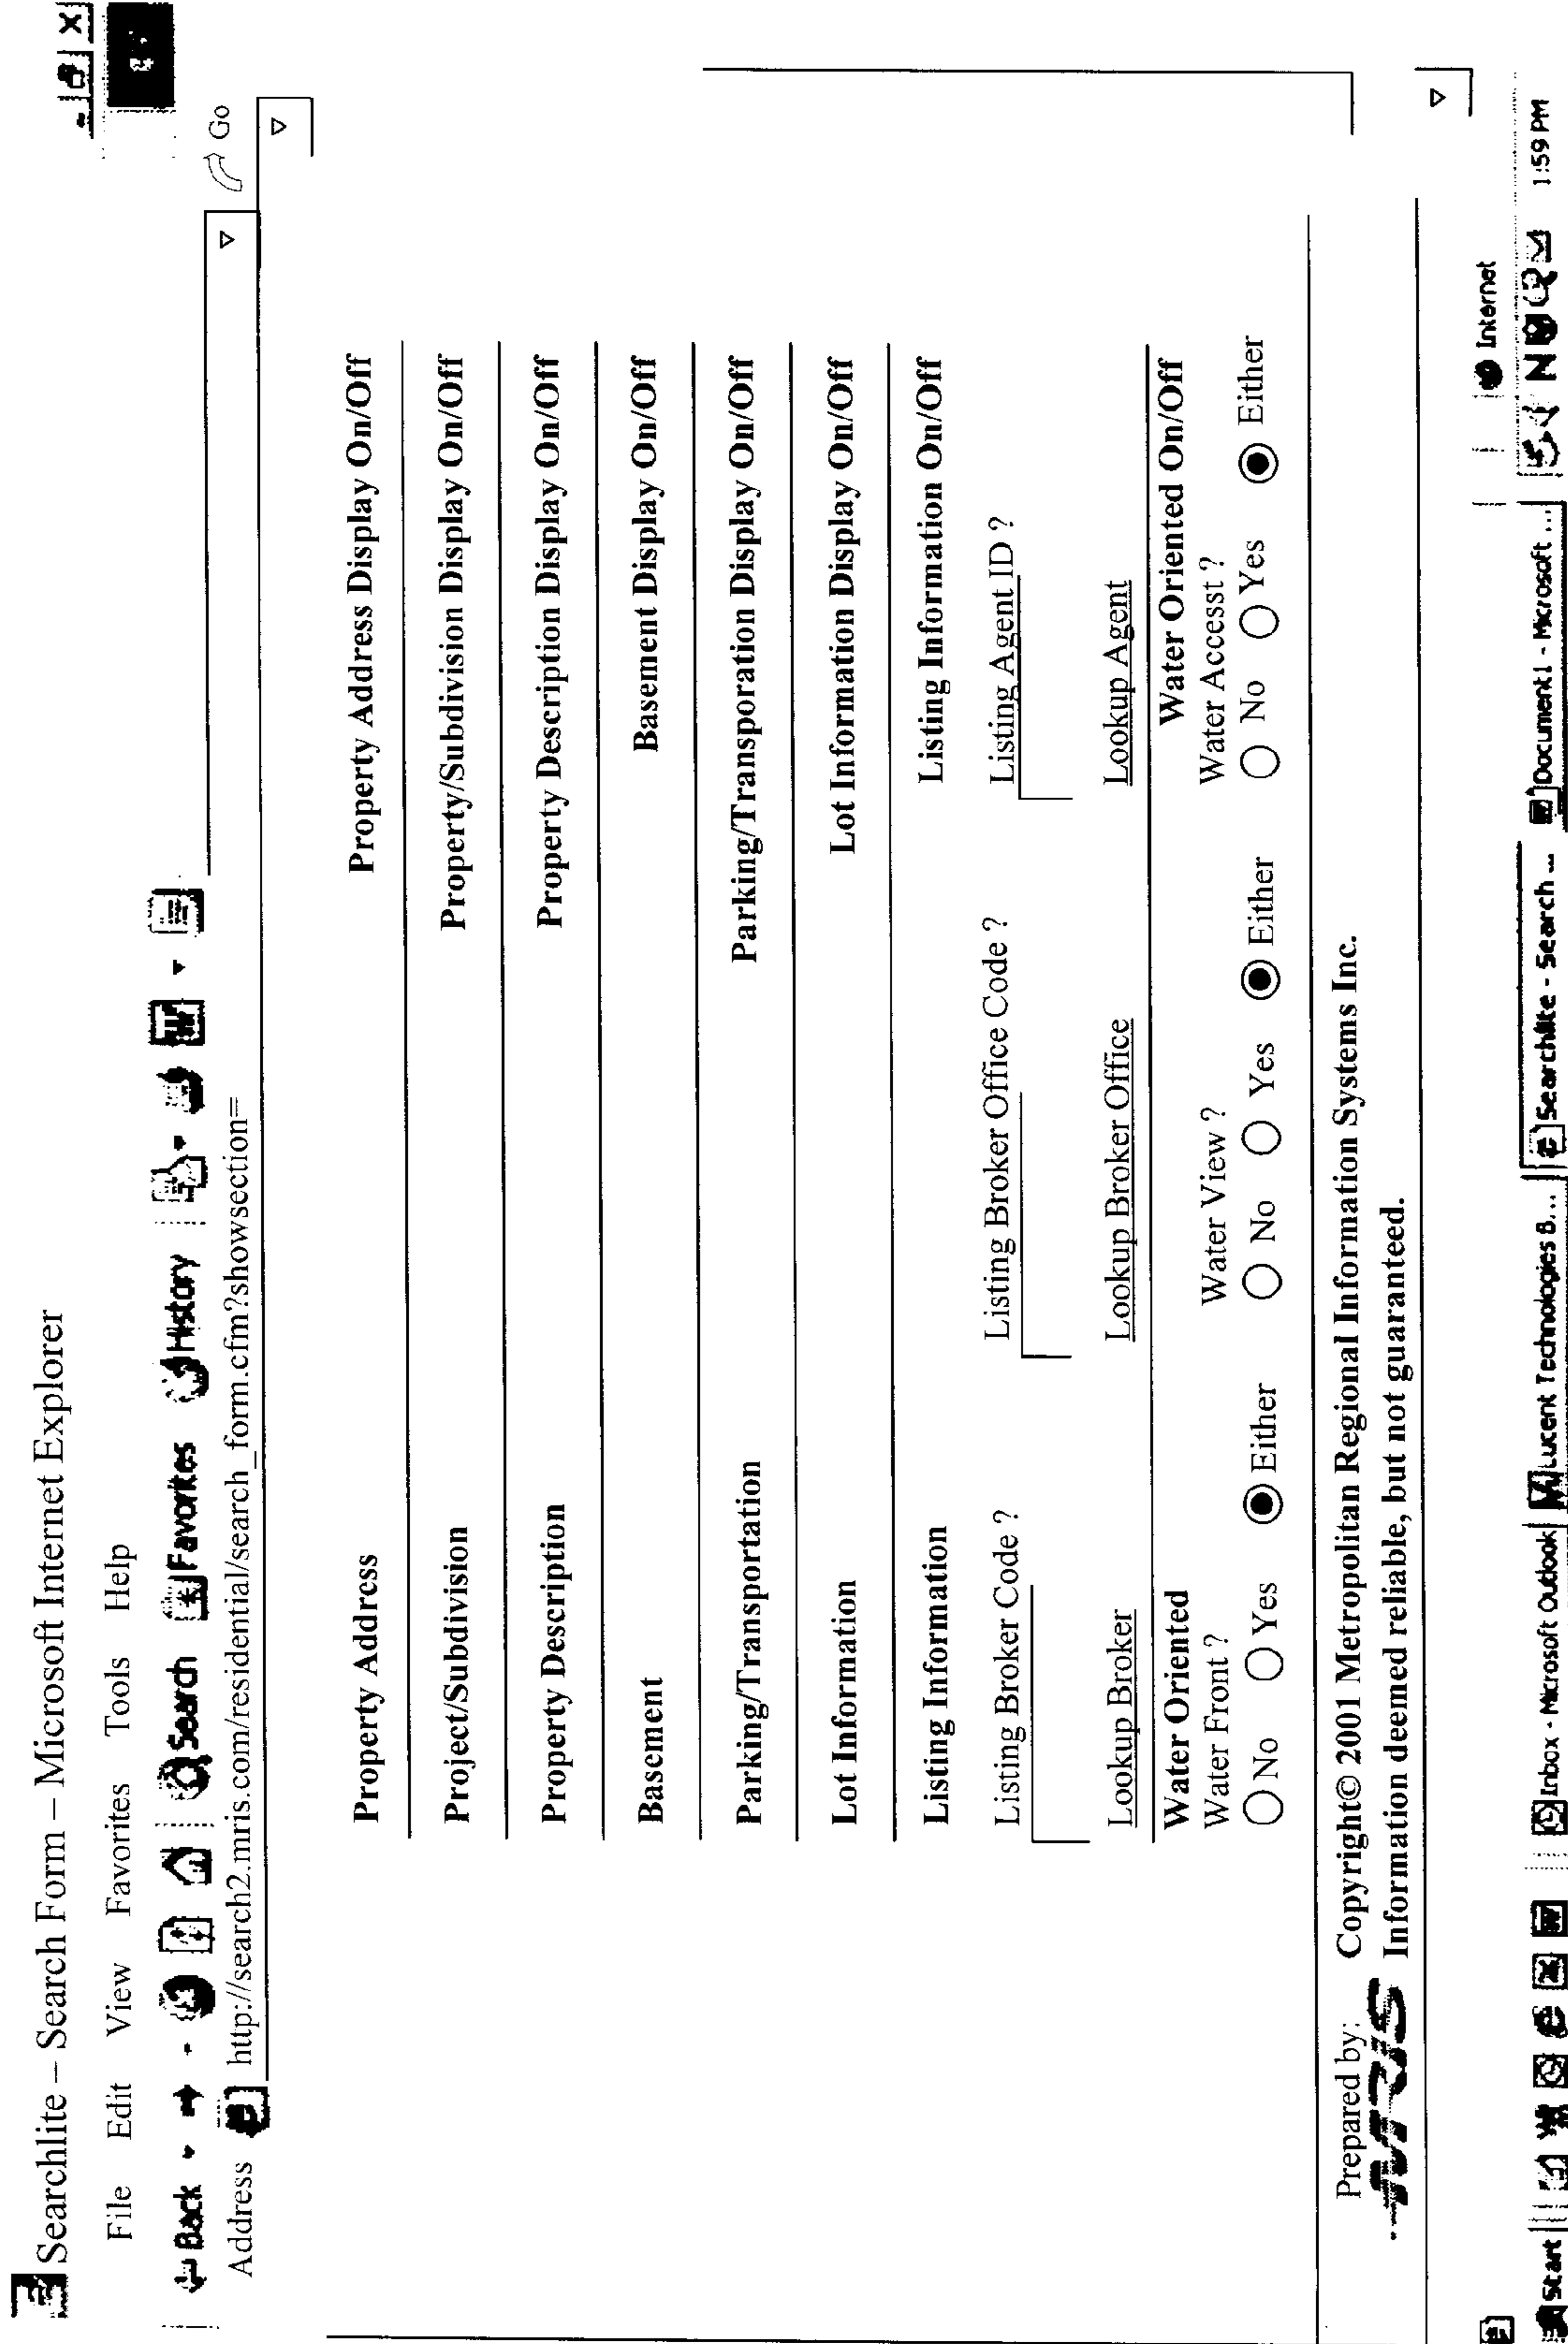 Searchlite – Search Form – Microsoft Internet Explorer
File Edit View Favorites Tools Help
Back Search Favorites History
Address http://search2.mris.com/residential/search_form.cfm?showsection= Go
Property Address Property Address Display On/Off
Project/Subdivision Property/Subdivision Display On/Off
Property Description Property Description Display On/Off
Basement Basement Display On/Off
Parking/Transportation Parking/Transporation Display On/Off
Lot Information Lot Information Display On/Off
Listing Information Listing Information On/Off
Listing Broker Code ? Listing Broker Office Code ? Listing Agent ID ?
Lookup Broker Lookup Broker Office Lookup Agent
Water Oriented Water Oriented On/Off
Water Front ? Water View ? Water Accesst ?
No Yes Either No Yes Either No Yes Either
Prepared by: Copyright© 2001 Metropolitan Regional Information Systems Inc.
MRIS Information deemed reliable, but not guaranteed.
Internet
Start Inbox - Microsoft Outlook Lucent Technologies B... Searchlite - Search ... Document1 - Microsoft ... 1:59 PM